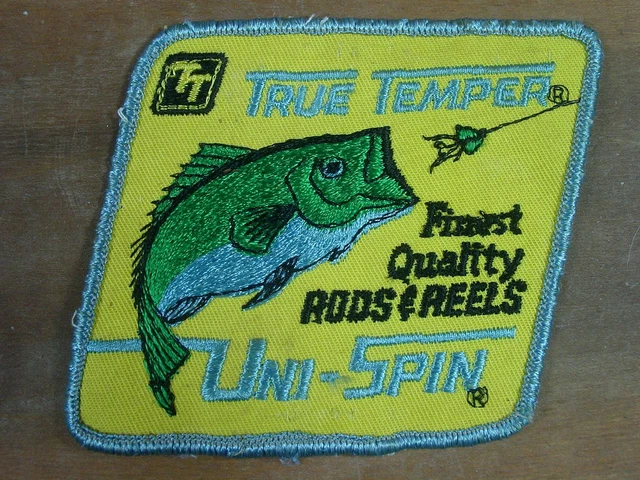 TT
TRUE TEMPER®
Finest
Quality
RODS & REELS
UNI-SPIN®